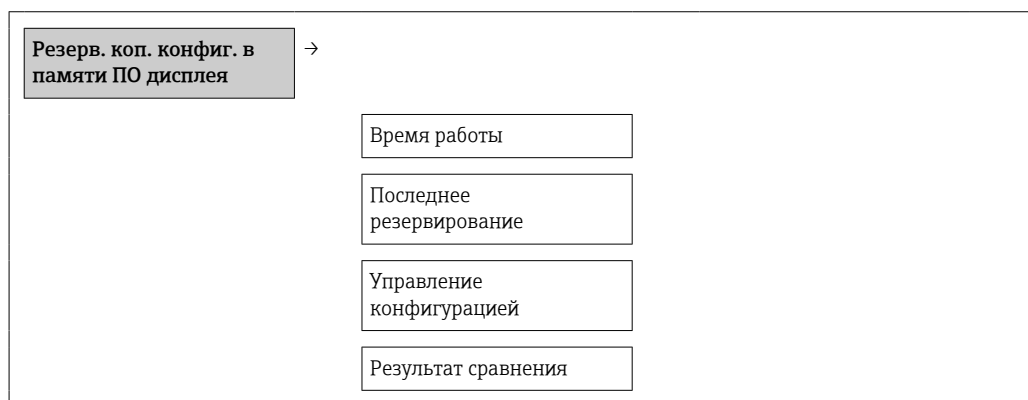 Резерв. коп. конфиг. в →
памяти ПО дисплея
Время работы
Последнее
резервирование
Управление
конфигурацией
Результат сравнения